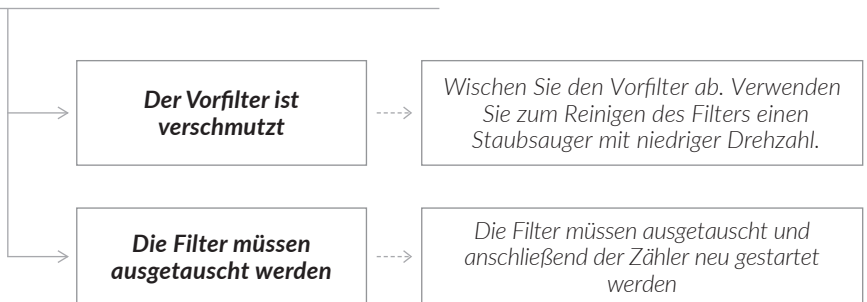 Der Vorfilter ist
verschmutzt
Wischen Sie den Vorfilter ab. Verwenden
Sie zum Reinigen des Filters einen
Staubsauger mit niedriger Drehzahl.
Die Filter müssen
ausgetauscht werden
Die Filter müssen ausgetauscht und
anschließend der Zähler neu gestartet
werden